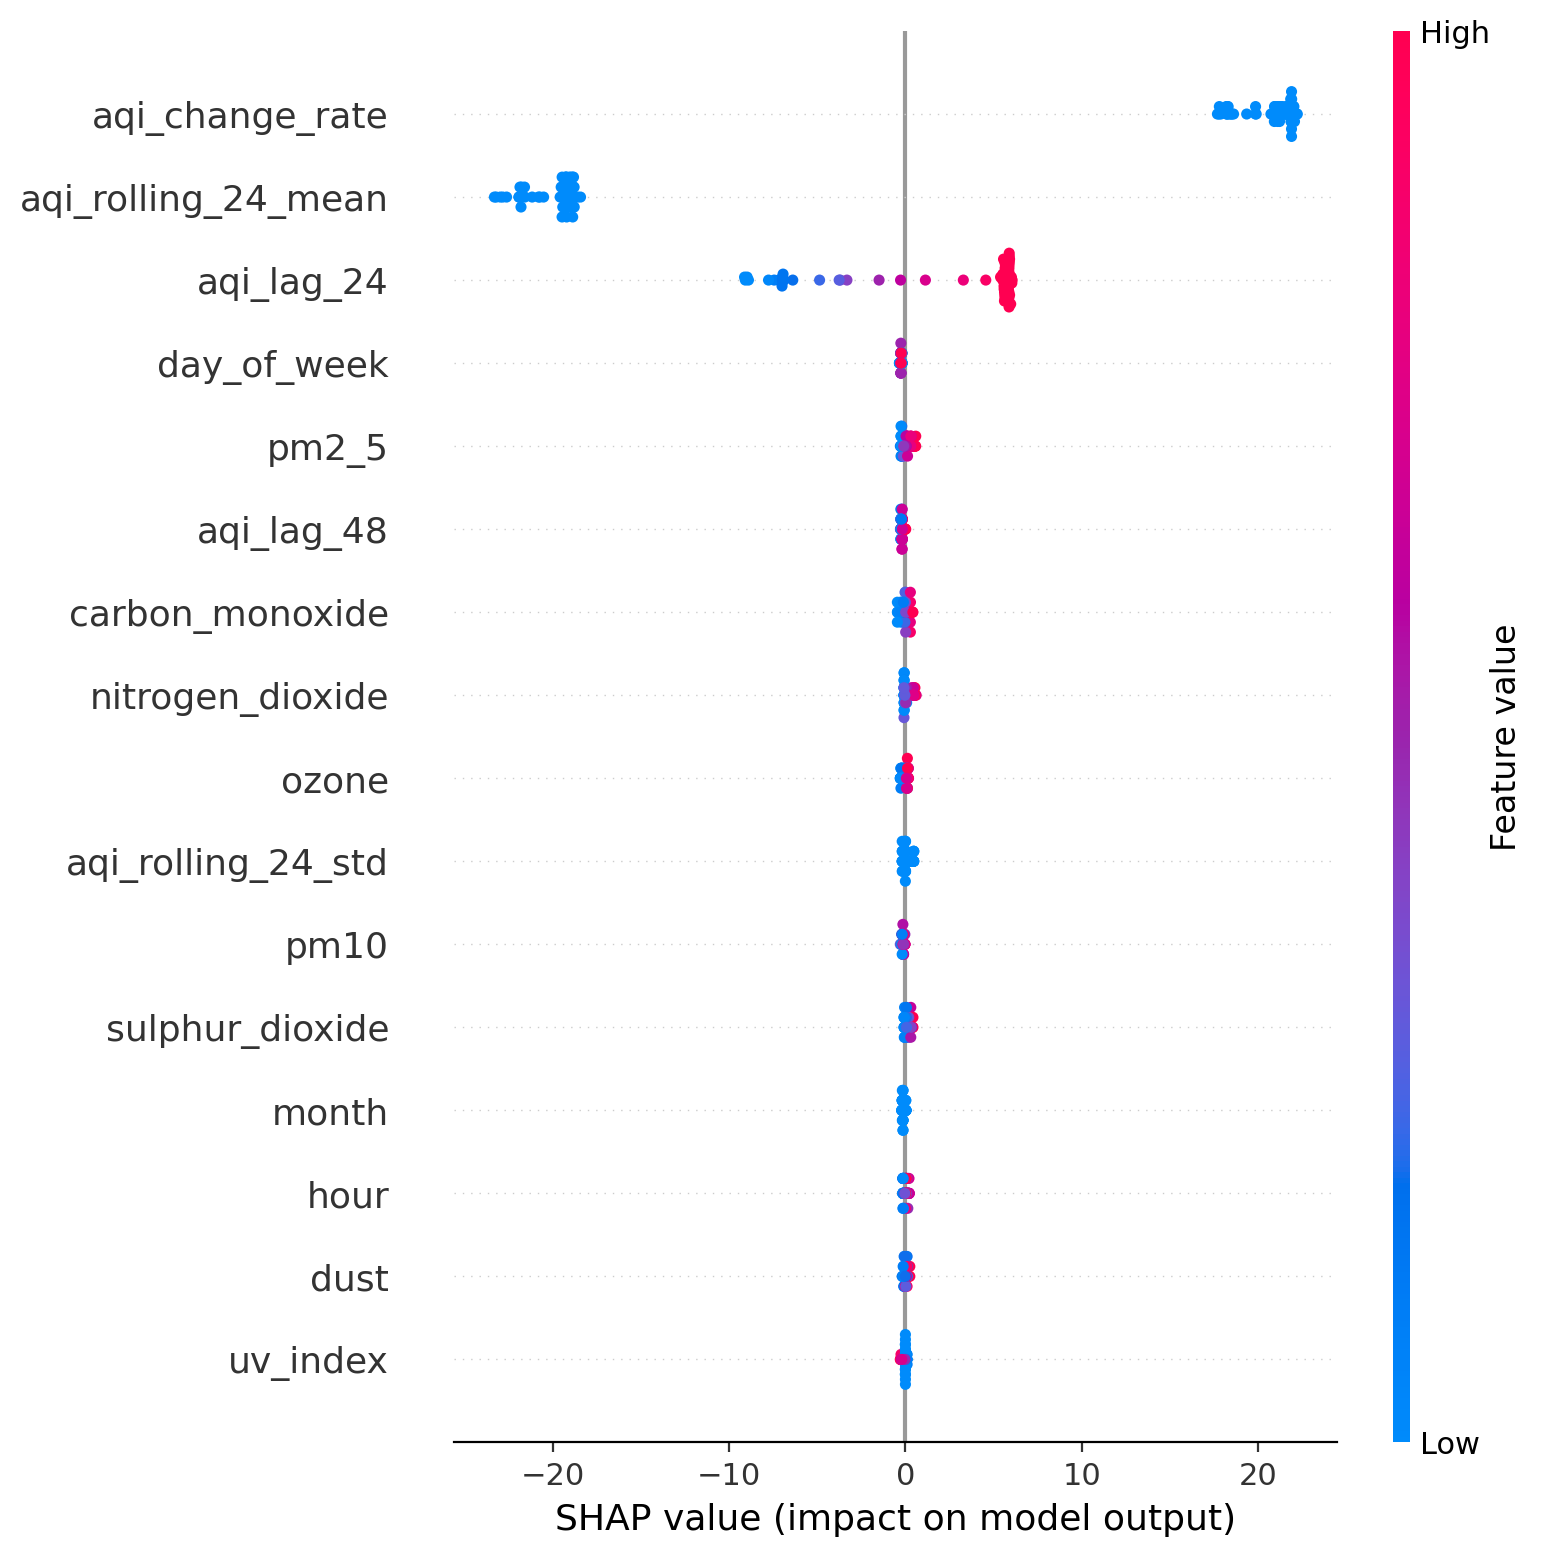 High
aqi_change_rate
aqi_rolling_24_mean
aqi_lag_24
day_of_week
pm2_5
aqi_lag_48
carbon_monoxide
nitrogen_dioxide
ozone
aqi_rolling_24_std
pm10
sulphur_dioxide
month
hour
dust
uv_index
Feature value
Low
−20 −10 0 10 20
SHAP value (impact on model output)